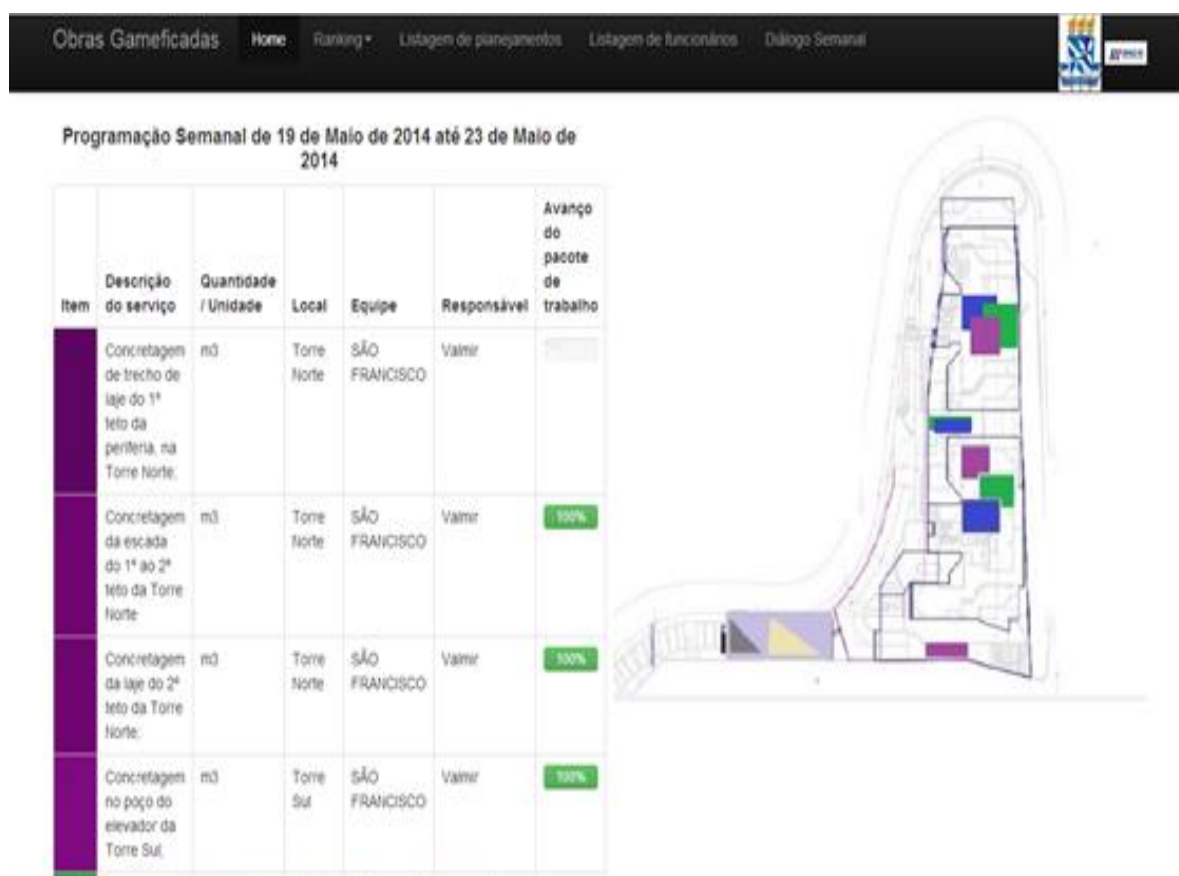 Obras Gameficadas Home Ranking Listagem de planejamentos Listagem de funcionários Diálogo Semanal
Programação Semanal de 19 de Maio de 2014 até 23 de Maio de
2014
Item
Descrição
do serviço
Quantidade
/ Unidade
Local
Equipe
Responsável
Avanço
do
pacote
de
trabalho
Concretagem
de trecho de
laje do 1º
teto da
periferia, na
Torre Norte;
m3
Torre
Norte
SÃO
FRANCISCO
Valmir
Concretagem
da escada
do 1º ao 2º
teto da Torre
Norte
m3
Torre
Norte
SÃO
FRANCISCO
Valmir
100%
Concretagem
da laje do 2º
teto da Torre
Norte;
m3
Torre
Norte
SÃO
FRANCISCO
Valmir
100%
Concretagem
no poço do
elevador da
Torre Sul;
m3
Torre
Sul
SÃO
FRANCISCO
Valmir
100%